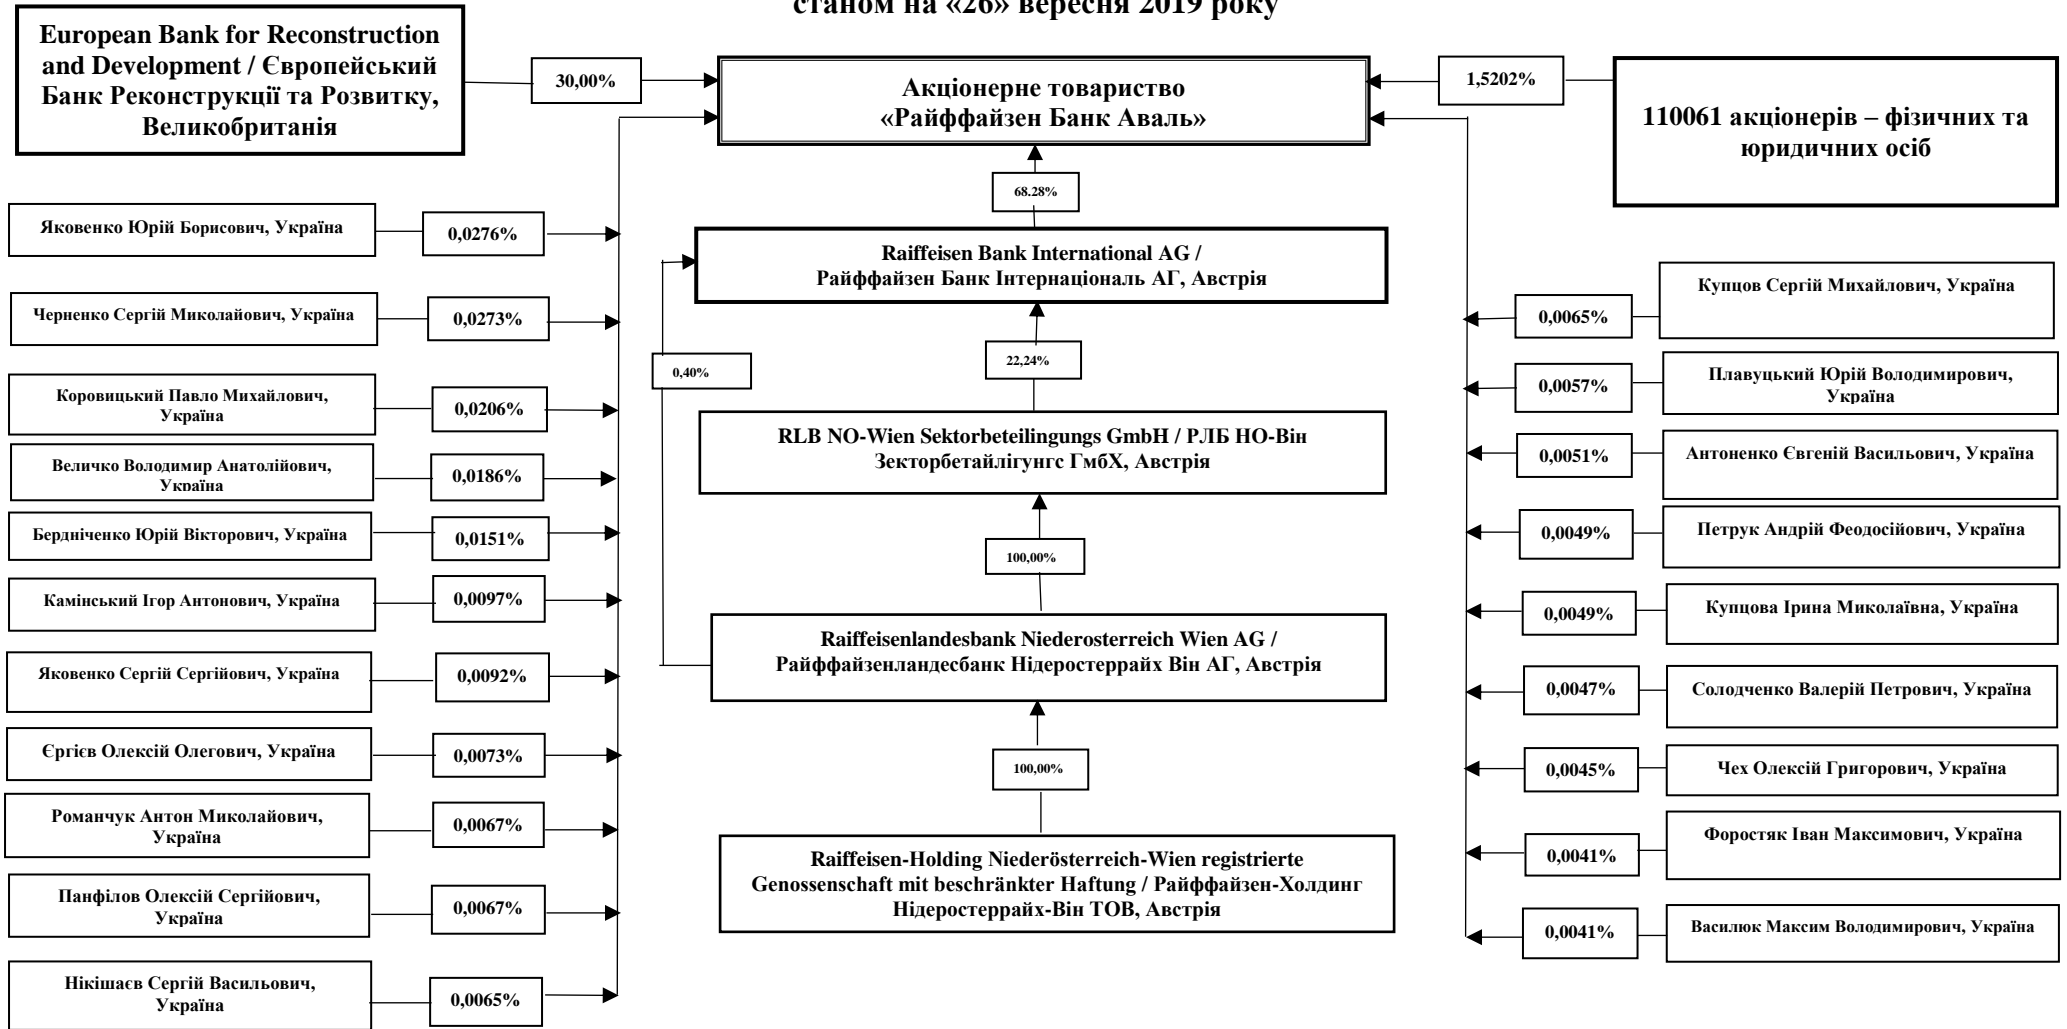 станом на «26» вересня 2019 року
European Bank for Reconstruction
and Development / Європейський
Банк Реконструкції та Розвитку,
Великобританія
30,00%
Акціонерне товариство
«Райффайзен Банк Аваль»
1,5202%
110061 акціонерів – фізичних та
юридичних осіб
68.28%
Raiffeisen Bank International AG /
Райффайзен Банк Інтернаціональ АГ, Австрія
0,40%
22,24%
RLB NO-Wien Sektorbeteilingungs GmbH / РЛБ НО-Він
Зекторбетайлігунгс ГмбХ, Австрія
100,00%
Raiffeisenlandesbank Niederosterreich Wien AG /
Райффайзенландесбанк Нідеростеррайх Він АГ, Австрія
100,00%
Raiffeisen-Holding Niederösterreich-Wien registrierte
Genossenschaft mit beschränkter Haftung / Райффайзен-Холдинг
Нідеростеррайх-Він ТОВ, Австрія
Яковенко Юрій Борисович, Україна
0,0276%
Черненко Сергій Миколайович, Україна
0,0273%
Коровицький Павло Михайлович,
Україна
0,0206%
Величко Володимир Анатолійович,
Україна
0,0186%
Бердніченко Юрій Вікторович, Україна
0,0151%
Камінський Ігор Антонович, Україна
0,0097%
Яковенко Сергій Сергійович, Україна
0,0092%
Єргієв Олексій Олегович, Україна
0,0073%
Романчук Антон Миколайович,
Україна
0,0067%
Панфілов Олексій Сергійович,
Україна
0,0067%
Нікішаєв Сергій Васильович,
Україна
0,0065%
0,0065%
Купцов Сергій Михайлович, Україна
0,0057%
Плавуцький Юрій Володимирович,
Україна
0,0051%
Антоненко Євгеній Васильович, Україна
0,0049%
Петрук Андрій Феодосійович, Україна
0,0049%
Купцова Ірина Миколаївна, Україна
0,0047%
Солодченко Валерій Петрович, Україна
0,0045%
Чех Олексій Григорович, Україна
0,0041%
Форостяк Іван Максимович, Україна
0,0041%
Василюк Максим Володимирович, Україна